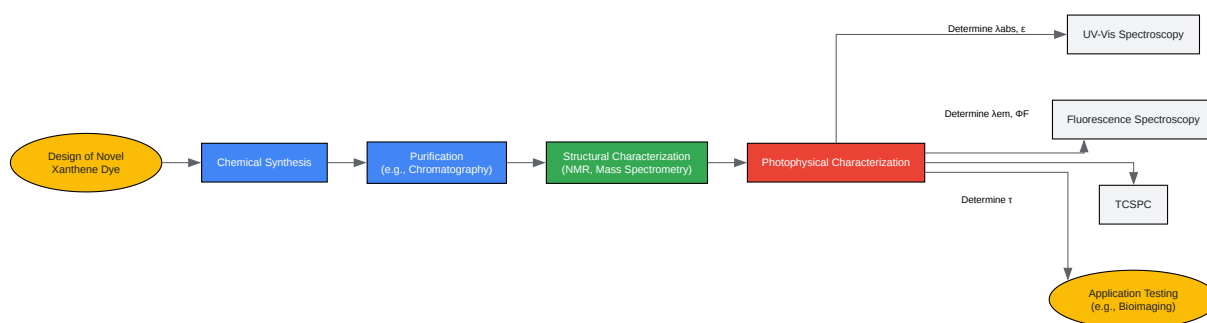 Design of Novel
Xanthene Dye
Chemical Synthesis
Purification
(e.g., Chromatography)
Structural Characterization
(NMR, Mass Spectrometry)
Photophysical Characterization
Determine λabs, ε
UV-Vis Spectroscopy
Determine λem, ΦF
Fluorescence Spectroscopy
TCSPC
Determine τ
Application Testing
(e.g., Bioimaging)